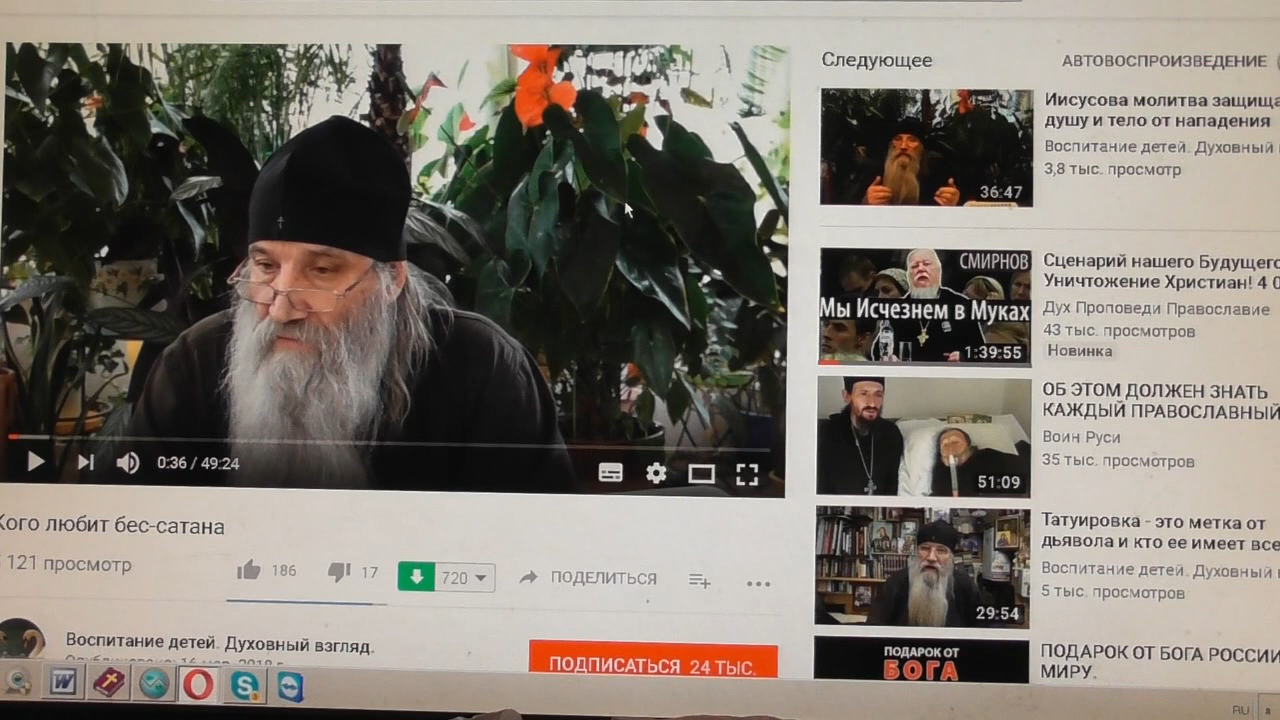 0:36 / 49:24
Кого любит бес-сатана
121 просмотр
186
17
720
ПОДЕЛИТЬСЯ
Воспитание детей. Духовный взгляд.
ПОДПИСАТЬСЯ 24 ТЫС.
Следующее
АВТОВОСПРОИЗВЕДЕНИЕ
36:47
Иисусова молитва защища
душу и тело от нападения
Воспитание детей. Духовный
3,8 тыс. просмотр
СМИРНОВ
Мы Исчезнем в Муках
1:39:55
Сценарий нашего Будущего
Уничтожение Христиан! 4 0
Дух Проповеди Православие
43 тыс. просмотров
Новинка
51:09
ОБ ЭТОМ ДОЛЖЕН ЗНАТЬ
КАЖДЫЙ ПРАВОСЛАВНЫЙ
Воин Руси
35 тыс. просмотров
29:54
Татуировка - это метка от
дьявола и кто ее имеет все
Воспитание детей. Духовный
5 тыс. просмотров
ПОДАРОК ОТ
БОГА
ПОДАРОК ОТ БОГА РОССИИ
МИРУ.
RU